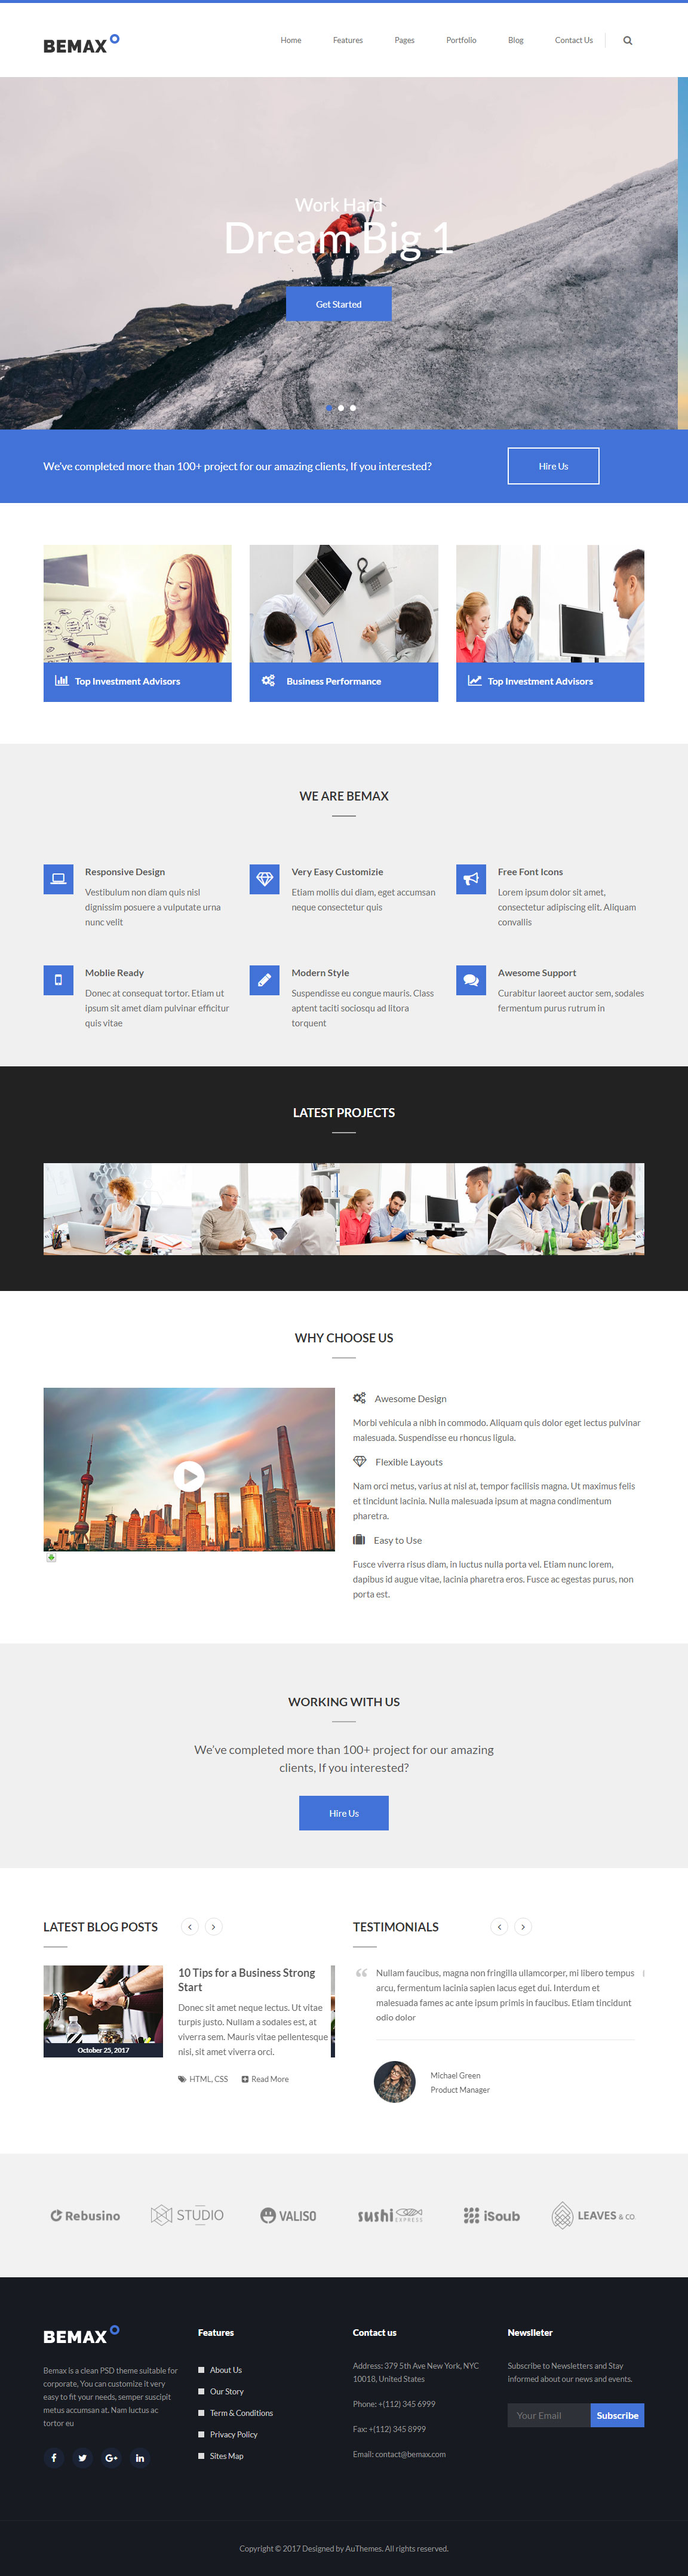 BEMAX
Home Features Pages Portfolio Blog Contact Us
Work Hard
Dream Big 1
Get Started
We've completed more than 100+ project for our amazing clients, If you interested?
Hire Us
Top Investment Advisors
Business Performance
Top Investment Advisors
WE ARE BEMAX
Responsive Design
Vestibulum non diam quis nisl
dignissim posuere a vulputate urna
nunc velit
Very Easy Customizie
Etiam mollis dui diam, eget accumsan
neque consectetur quis
Free Font Icons
Lorem ipsum dolor sit amet,
consectetur adipiscing elit. Aliquam
convallis
Moblie Ready
Donec at consequat tortor. Etiam ut
ipsum sit amet diam pulvinar efficitur
quis vitae
Modern Style
Suspendisse eu congue mauris. Class
aptent taciti sociosqu ad litora
torquent
Awesome Support
Curabitur laoreet auctor sem, sodales
fermentum purus rutrum in
LATEST PROJECTS
WHY CHOOSE US
Awesome Design
Morbi vehicula a nibh in commodo. Aliquam quis dolor eget lectus pulvinar
malesuada. Suspendisse eu rhoncus ligula.
Flexible Layouts
Nam orci metus, varius at nisl at, tempor facilisis magna. Ut maximus felis
et tincidunt lacinia. Nulla malesuada ipsum at magna condimentum
pharetra.
Easy to Use
Fusce viverra risus diam, in luctus nulla porta vel. Etiam nunc lorem,
dapibus id augue vitae, lacinia pharetra eros. Fusce ac egestas purus, non
porta est.
WORKING WITH US
We've completed more than 100+ project for our amazing
clients, If you interested?
Hire Us
LATEST BLOG POSTS
October 25, 2017
10 Tips for a Business Strong
Start
Donec sit amet neque luctus. Ut vitae
turpis justo. Nullam a sodales est, at
viverra sem. Mauris vitae pellentesque
nisl, sit amet viverra orci.
HTML, CSS Read More
TESTIMONIALS
Nullam faucibus, magna non fringilla ullamcorper, mi libero tempus
arcu, fermentum lacinia sapien lacus eget dui. Interdum et
malesuada fames ac ante ipsum primis in faucibus. Etiam tincidunt
odio dolor
Michael Green
Product Manager
Rebusino
STUDIO
VALISO
sushi
EXPRESS
iSoub
LEAVES & CO
BEMAX
Bemax is a clean PSD theme suitable for
corporate, You can customize it very
easy to fit your needs, semper suscipit
metus accumsan at. Nam luctus ac
tortor eu
Features
About Us
Our Story
Term & Conditions
Privacy Policy
Sites Map
Contact us
Address: 379 5th Ave New York, NYC
10018, United States
Phone: +(112) 345 6999
Fax: +(112) 345 8999
Email: contact@bemax.com
Newslleter
Subscribe to Newsletters and Stay
informed about our news and events.
Your Email Subscribe
Copyright © 2017 Designed by AuThemes. All rights reserved.